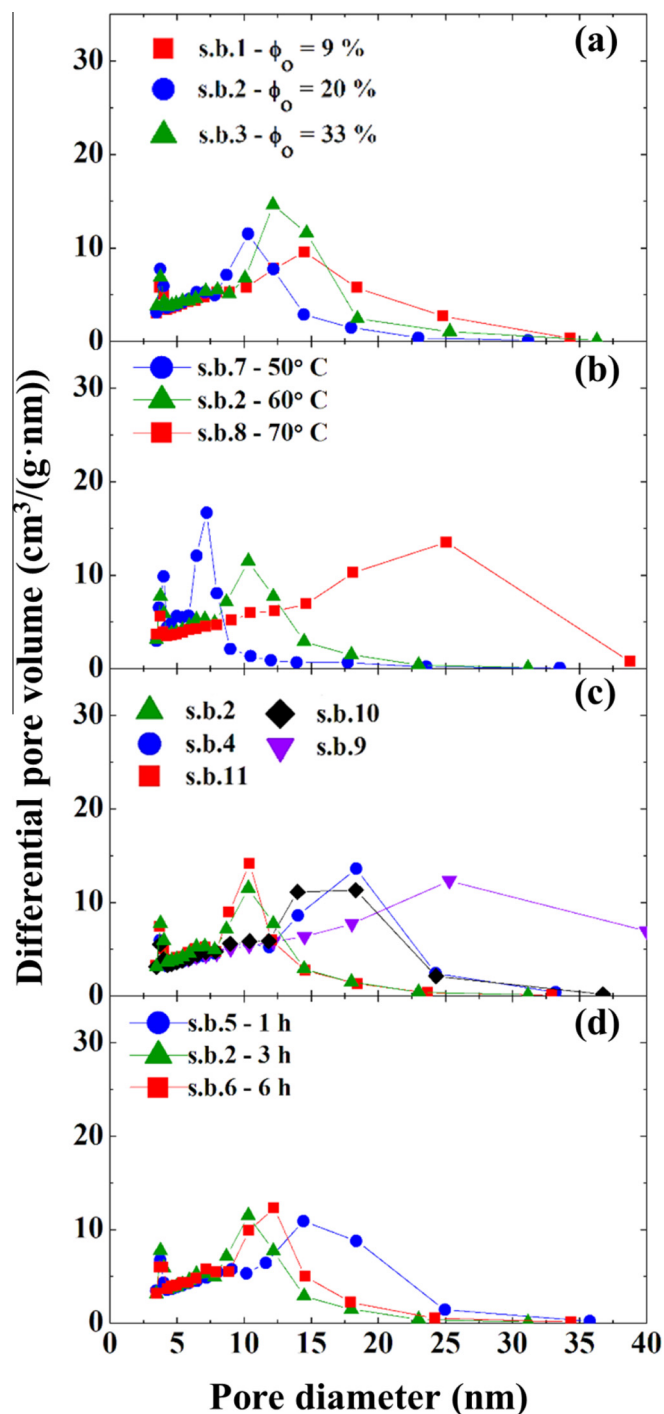 Differential pore volume (cm³/(g·nm))
(a)
s.b.1 - ϕo = 9 %
s.b.2 - ϕo = 20 %
s.b.3 - ϕo = 33 %
30
20
10
0
(b)
s.b.7 - 50° C
s.b.2 - 60° C
s.b.8 - 70° C
30
20
10
0
(c)
s.b.2
s.b.4
s.b.11
s.b.10
s.b.9
30
20
10
0
(d)
s.b.5 - 1 h
s.b.2 - 3 h
s.b.6 - 6 h
30
20
10
0
0 5 10 15 20 25 30 35 40
Pore diameter (nm)